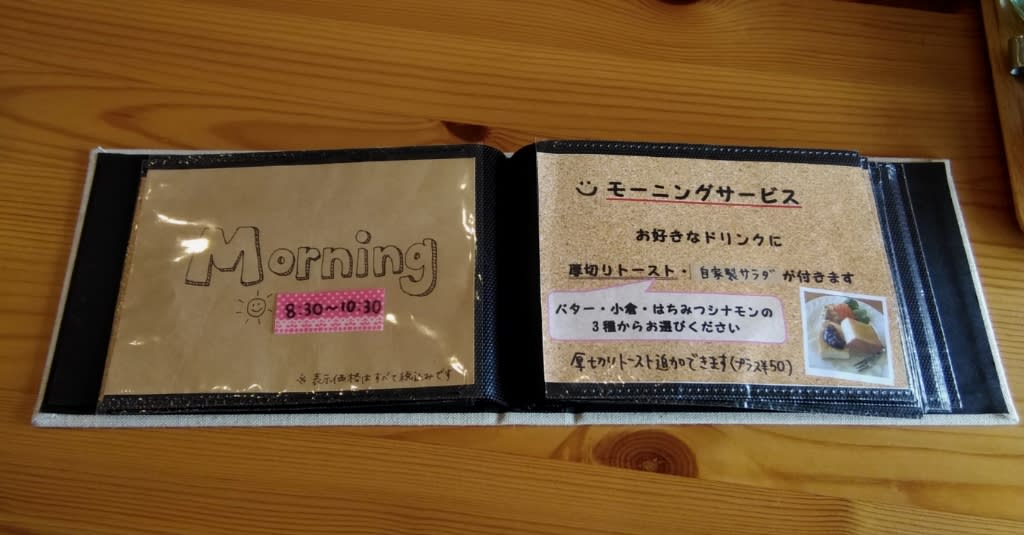 Morning
8:30~10:30
※表示価格はすべて税込みです
モーニングサービス
お好きなドリンクに
厚切りトースト・自家製サラダが付きます
バター・小倉・はちみつシナモンの
3種からお選びください
厚切りトースト追加できます(プラス¥50)